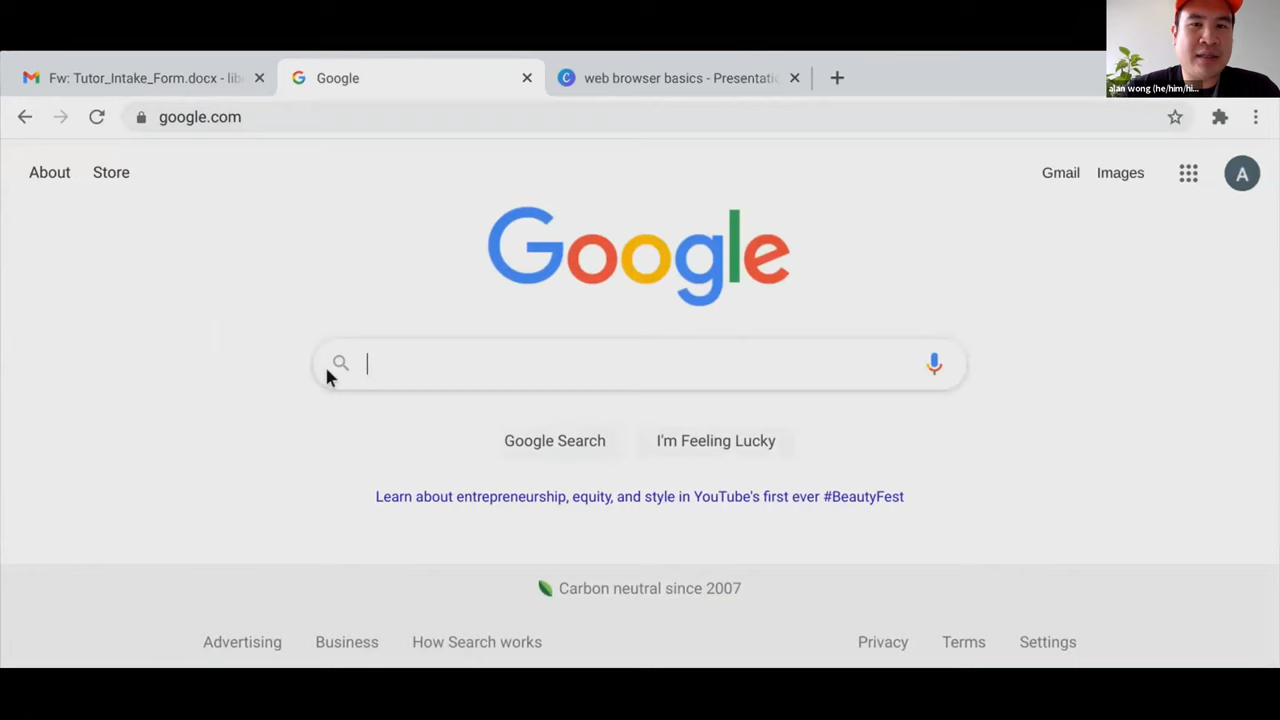 Fw: Tutor_Intake_Form.docx - lib
Google
web browser basics - Presentatio
alan wong (he/him/hi...
google.com
About
Store
Gmail
Images
A
Google
Google Search
I'm Feeling Lucky
Learn about entrepreneurship, equity, and style in YouTube's first ever #BeautyFest
Carbon neutral since 2007
Advertising
Business
How Search works
Privacy
Terms
Settings